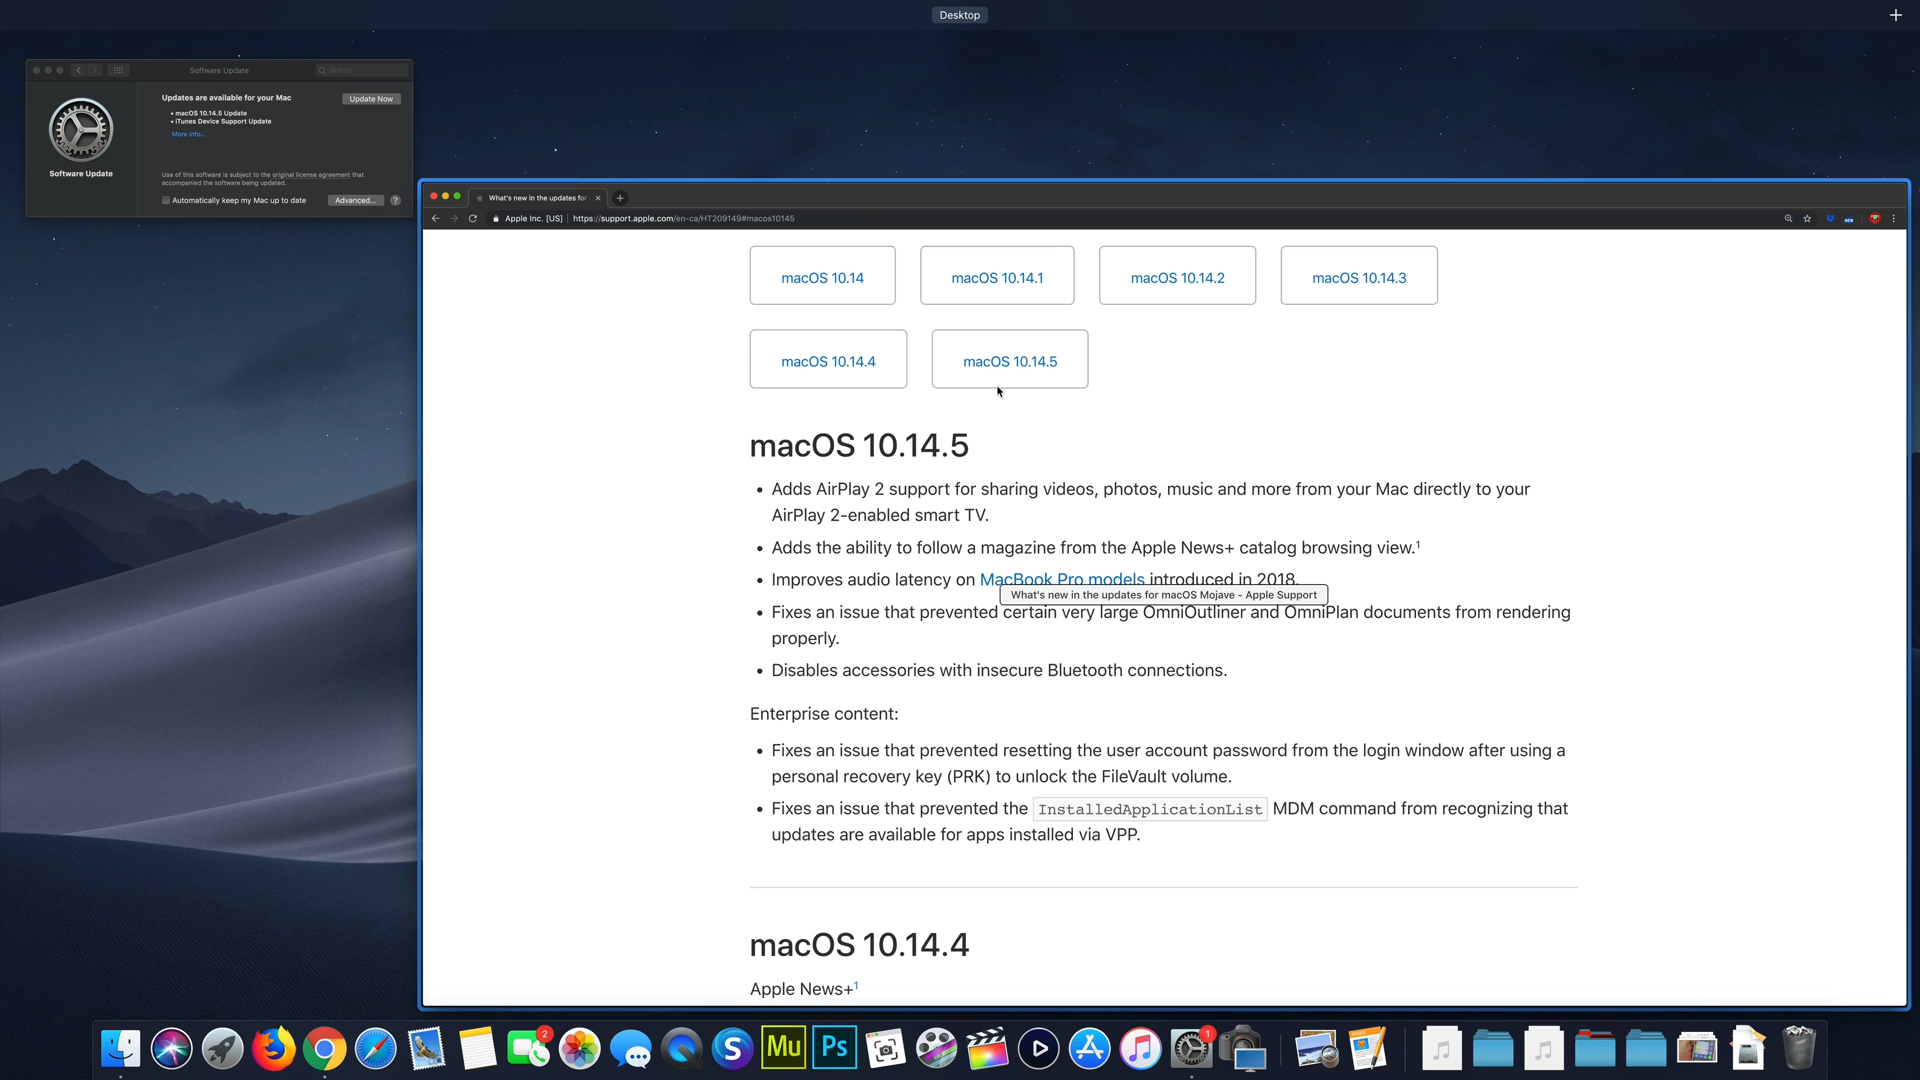 Desktop
Software Update
Search
Updates are available for your Mac
Update Now
• macOS 10.14.5 Update
• iTunes Device Support Update
More info...
Software Update
Use of this software is subject to the original license agreement that
accompanied the software being updated.
Automatically keep my Mac up to date
Advanced...
?
What's new in the updates for
Apple Inc. [US] | https://support.apple.com/en-ca/HT209149#macos10145
macOS 10.14
macOS 10.14.1
macOS 10.14.2
macOS 10.14.3
macOS 10.14.4
macOS 10.14.5
macOS 10.14.5
• Adds AirPlay 2 support for sharing videos, photos, music and more from your Mac directly to your
AirPlay 2-enabled smart TV.
• Adds the ability to follow a magazine from the Apple News+ catalog browsing view.1
• Improves audio latency on MacBook Pro models introduced in 2018.
What's new in the updates for macOS Mojave - Apple Support
• Fixes an issue that prevented certain very large OmniOutliner and OmniPlan documents from rendering
properly.
• Disables accessories with insecure Bluetooth connections.
Enterprise content:
• Fixes an issue that prevented resetting the user account password from the login window after using a
personal recovery key (PRK) to unlock the FileVault volume.
• Fixes an issue that prevented the InstalledApplicationList MDM command from recognizing that
updates are available for apps installed via VPP.
macOS 10.14.4
Apple News+1
2
S
Mu
Ps
1